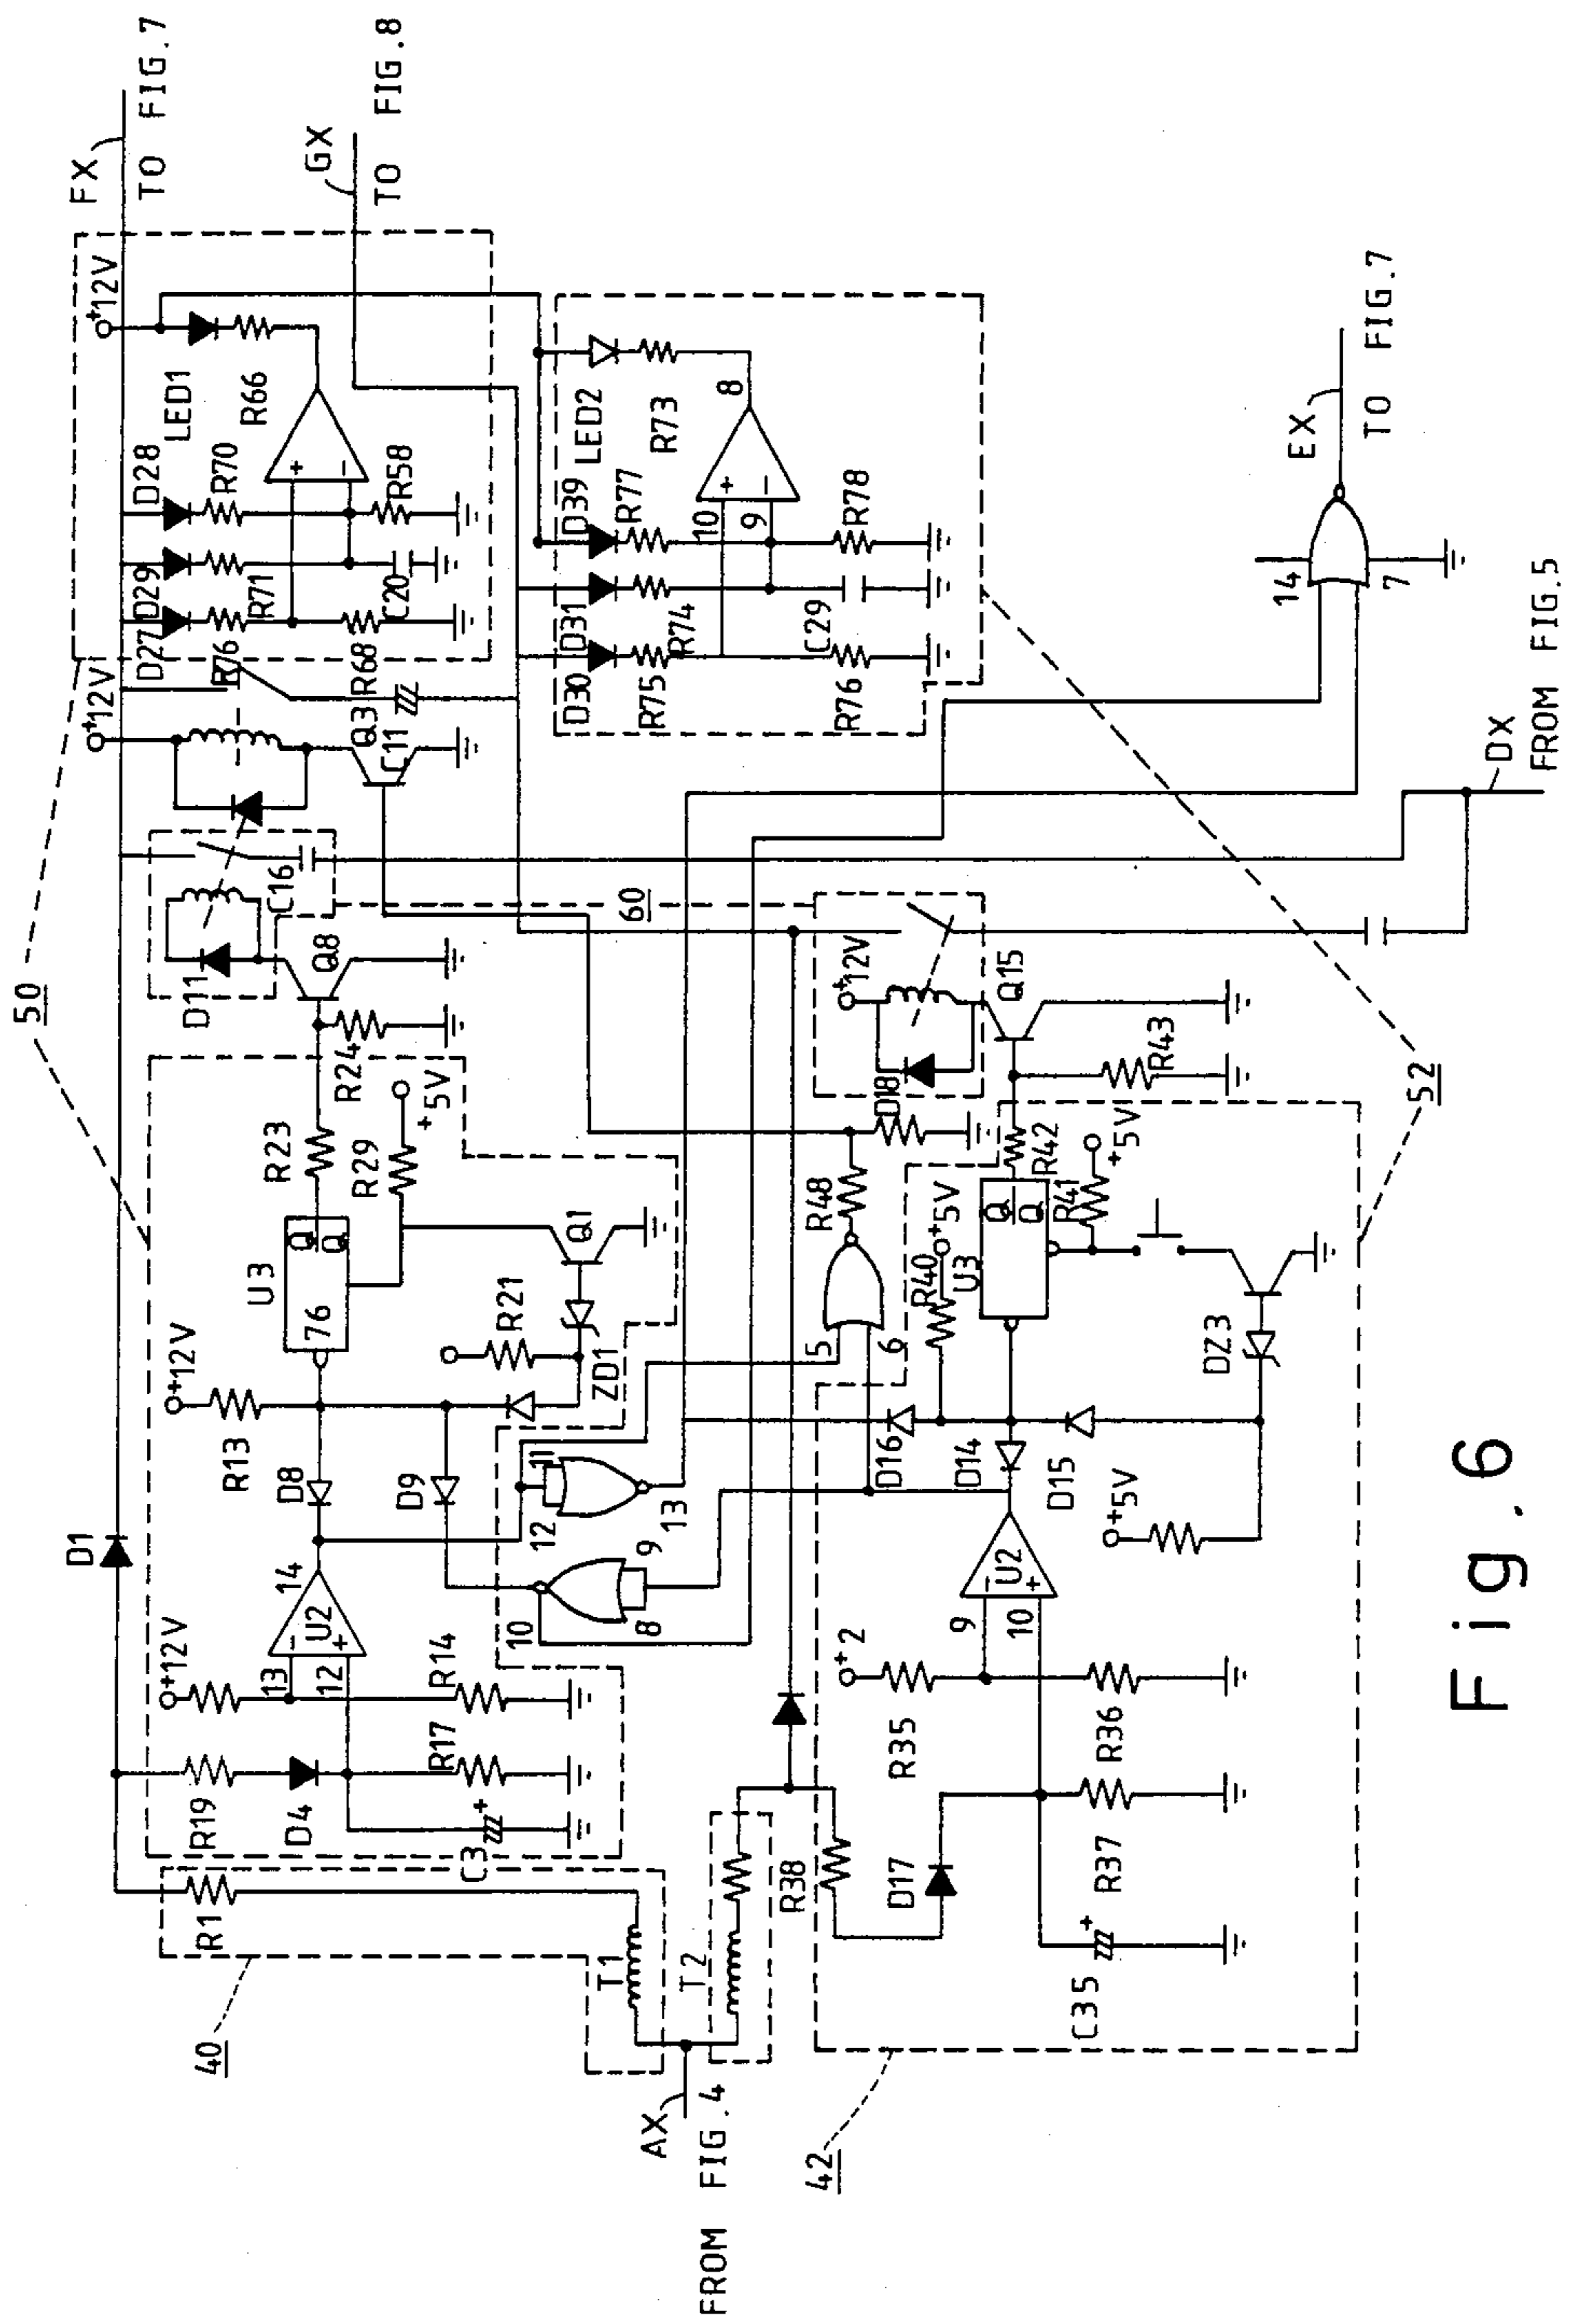 FX
TO FIG.7
GX
TO FIG.8
50
+12V
+12V
D28
LED1
R70
R66
+
−
R58
D29
D27
R71
C20
R76
R68
Q3
C11
D39
LED2
R77
R73
8
10
9
+
−
R78
D31
D30
R74
R75
C29
R76
D11
C16
Q8
R24
60
+12V
Q15
D18
R43
52
EX
TO FIG.7
14
7
DX
FROM FIG.5
D1
+12V
R13
U3
76
Q
Q
R23
R29
+5V
Q1
R21
ZD1
D8
D9
+12V
14
U2
13
12
−
+
R14
R17
R19
D4
C3
11
12
13
10
9
8
R48
5
6
R40
+5V
U3
Q
Q
R42
R41
+5V
DZ3
D16
D14
D15
+5V
U2
−
+
9
10
+2
R35
R36
R37
D17
R38
C35
40
R1
T1
T2
AX
FROM FIG.4
42
Fig.6